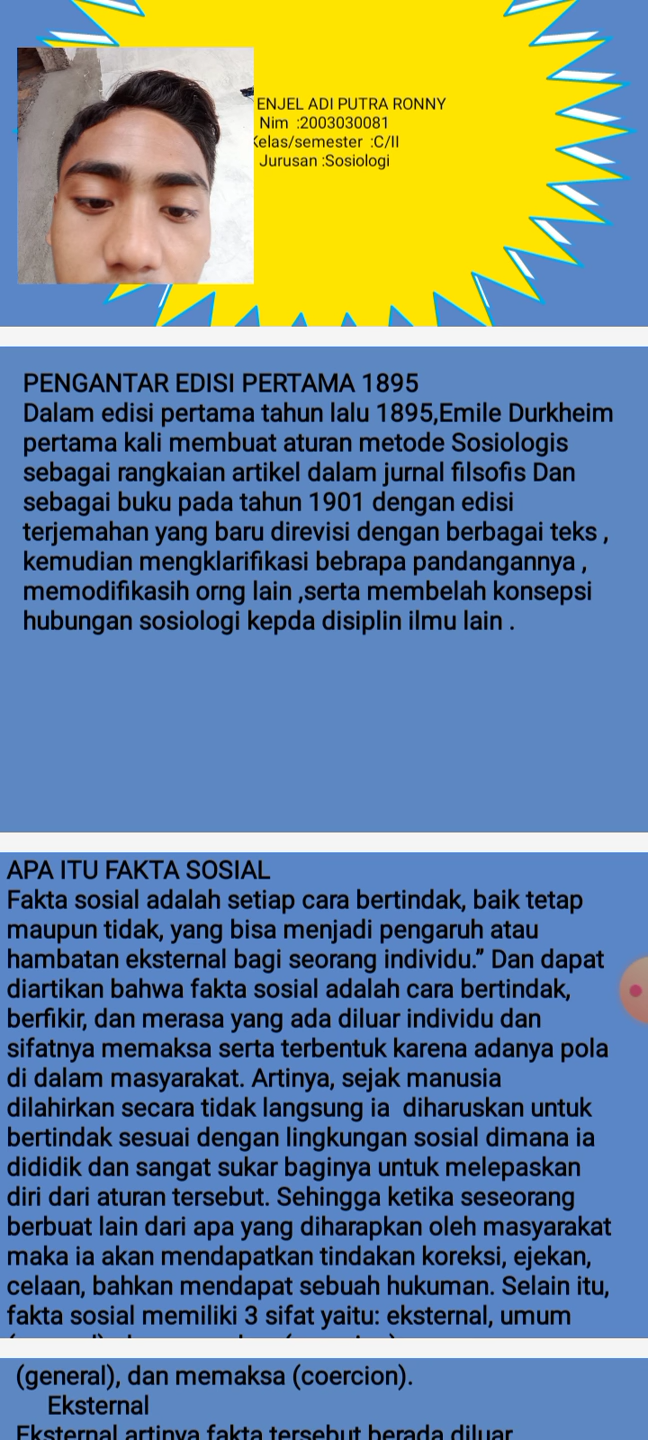 ENJEL ADI PUTRA RONNY
Nim :2003030081
Kelas/semester :C/II
Jurusan :Sosiologi
PENGANTAR EDISI PERTAMA 1895
Dalam edisi pertama tahun lalu 1895,Emile Durkheim
pertama kali membuat aturan metode Sosiologis
sebagai rangkaian artikel dalam jurnal filsofis Dan
sebagai buku pada tahun 1901 dengan edisi
terjemahan yang baru direvisi dengan berbagai teks ,
kemudian mengklarifikasi bebrapa pandangannya ,
memodifikasih orng lain ,serta membelah konsepsi
hubungan sosiologi kepda disiplin ilmu lain .
APA ITU FAKTA SOSIAL
Fakta sosial adalah setiap cara bertindak, baik tetap
maupun tidak, yang bisa menjadi pengaruh atau
hambatan eksternal bagi seorang individu.” Dan dapat
diartikan bahwa fakta sosial adalah cara bertindak,
berfikir, dan merasa yang ada diluar individu dan
sifatnya memaksa serta terbentuk karena adanya pola
di dalam masyarakat. Artinya, sejak manusia
dilahirkan secara tidak langsung ia  diharuskan untuk
bertindak sesuai dengan lingkungan sosial dimana ia
dididik dan sangat sukar baginya untuk melepaskan
diri dari aturan tersebut. Sehingga ketika seseorang
berbuat lain dari apa yang diharapkan oleh masyarakat
maka ia akan mendapatkan tindakan koreksi, ejekan,
celaan, bahkan mendapat sebuah hukuman. Selain itu,
fakta sosial memiliki 3 sifat yaitu: eksternal, umum
(general), dan memaksa (coercion).
Eksternal
Eksternal artinya fakta tersebut berada diluar